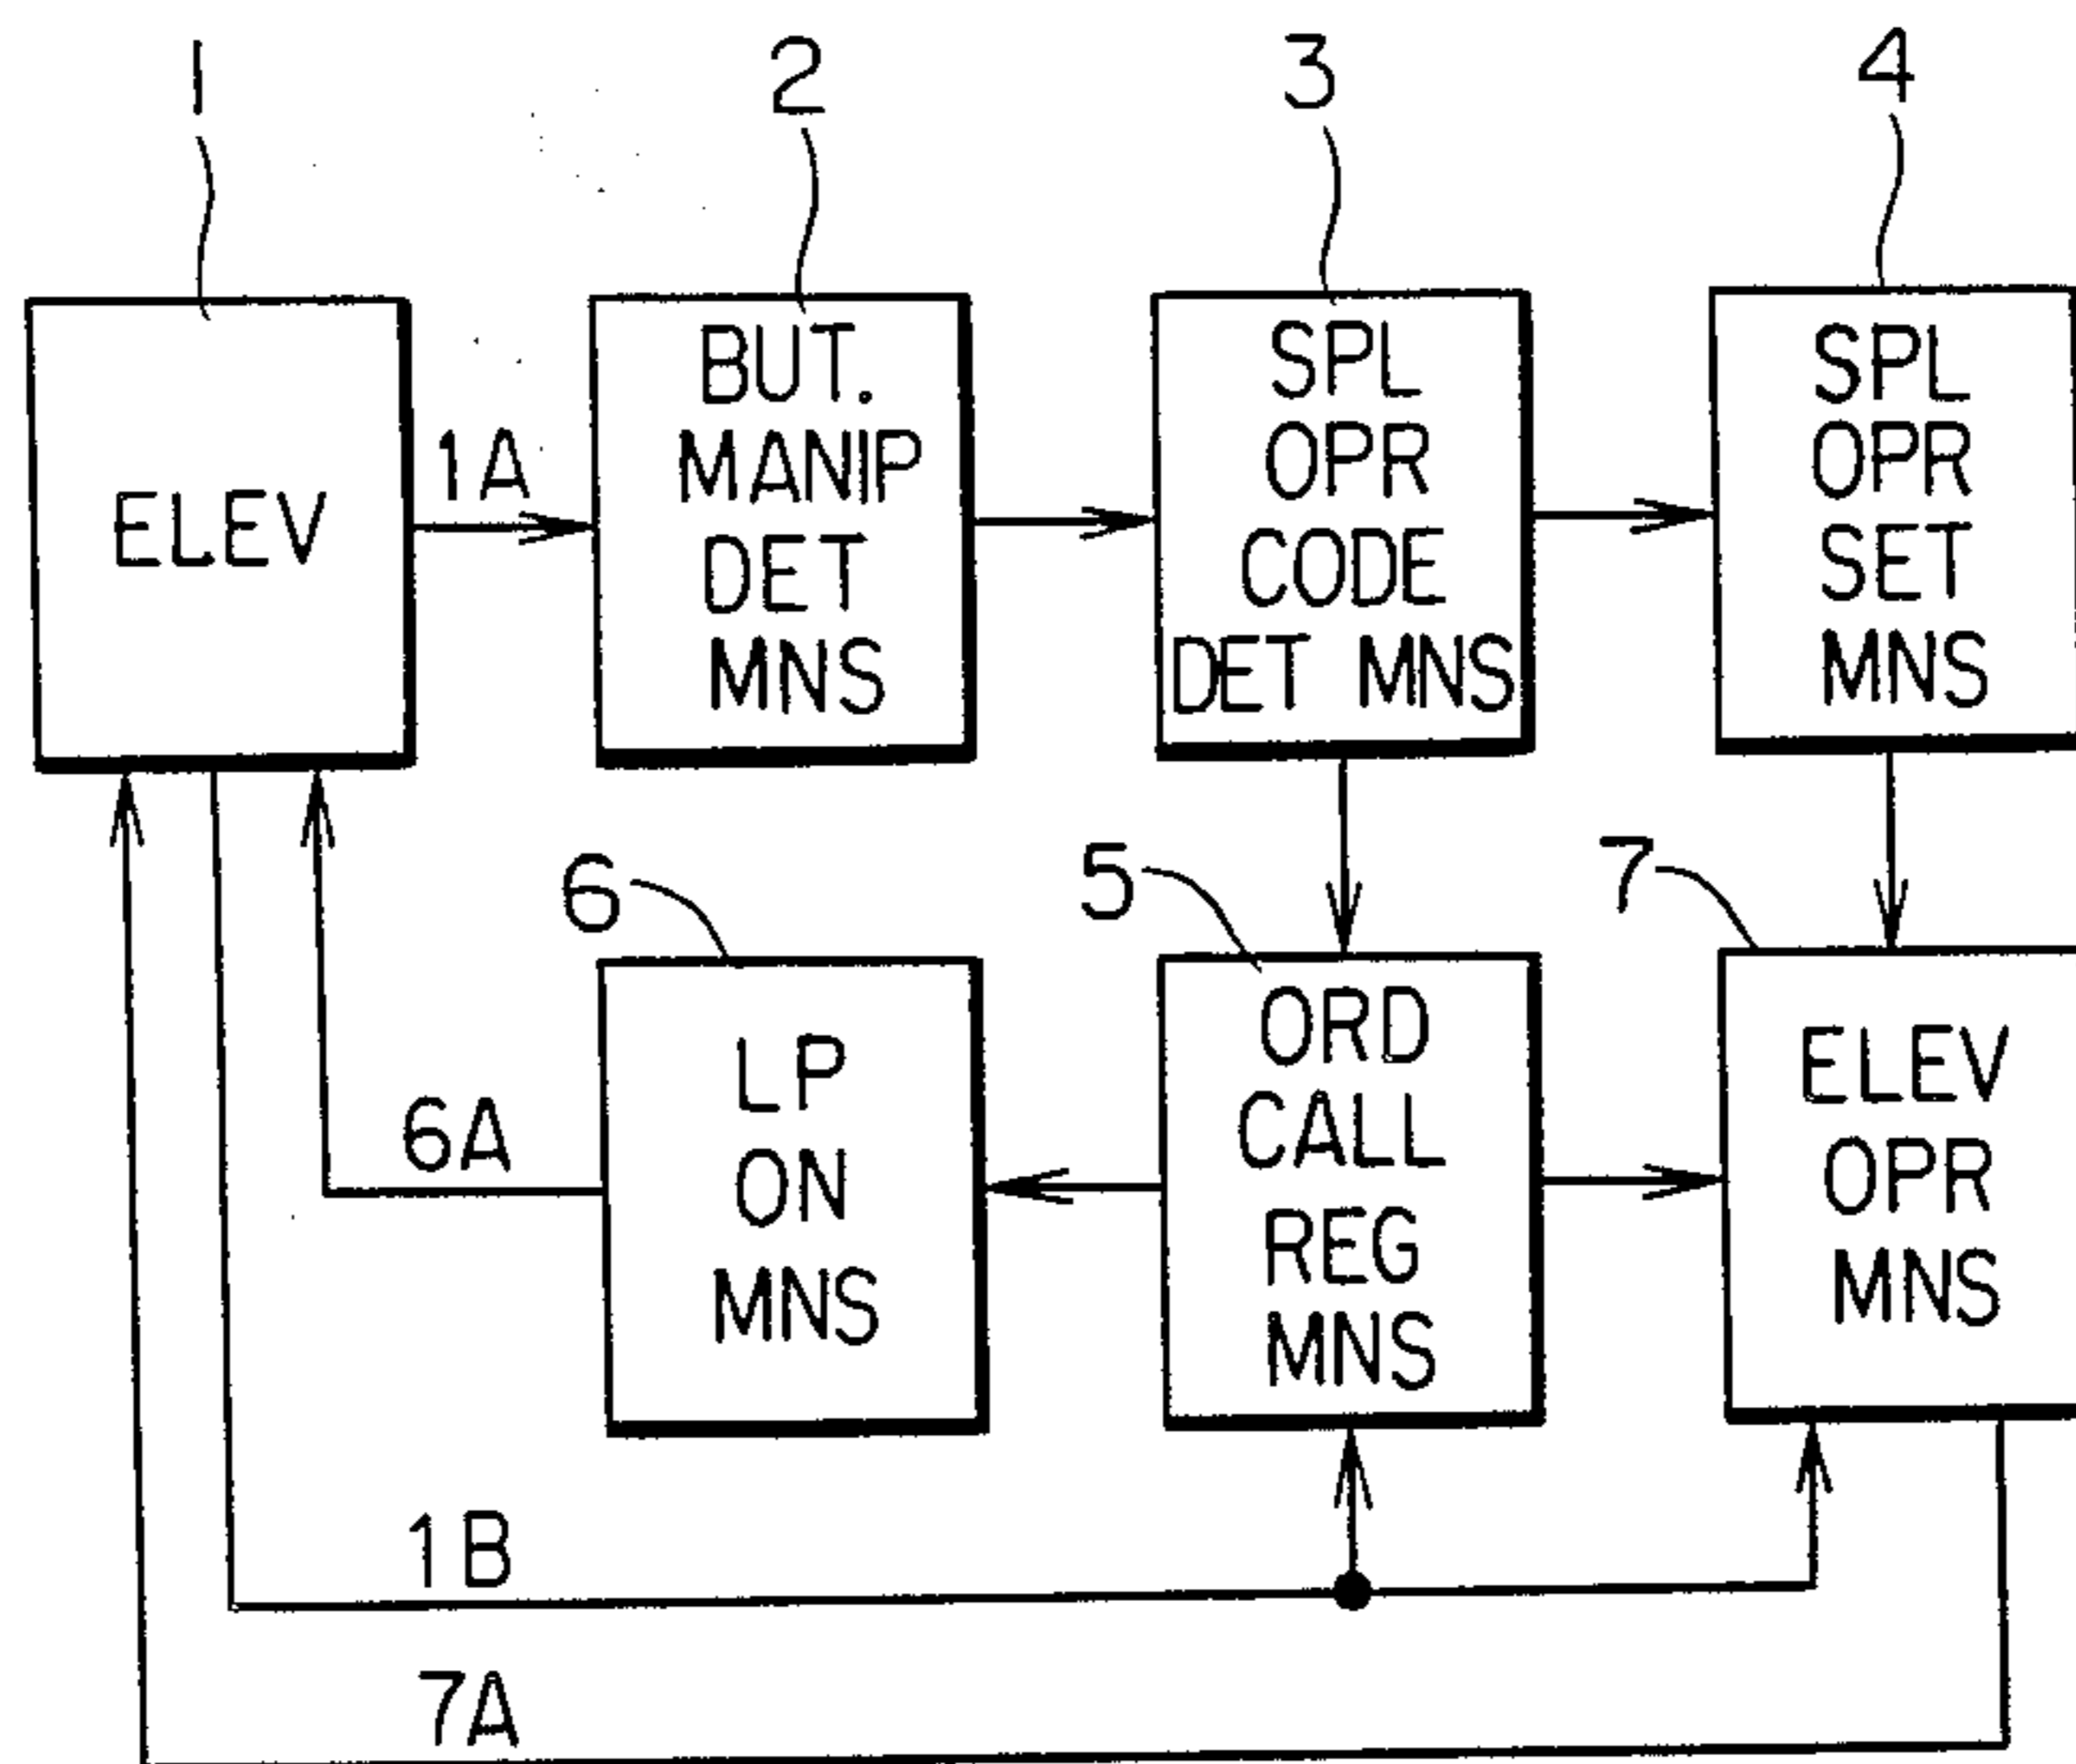 1
2
3
4
ELEV
1A
BUT.
MANIP
DET
MNS
SPL
OPR
CODE
DET MNS
SPL
OPR
SET
MNS
6
5
7
LP
ON
MNS
ORD
CALL
REG
MNS
ELEV
OPR
MNS
6A
1B
7A